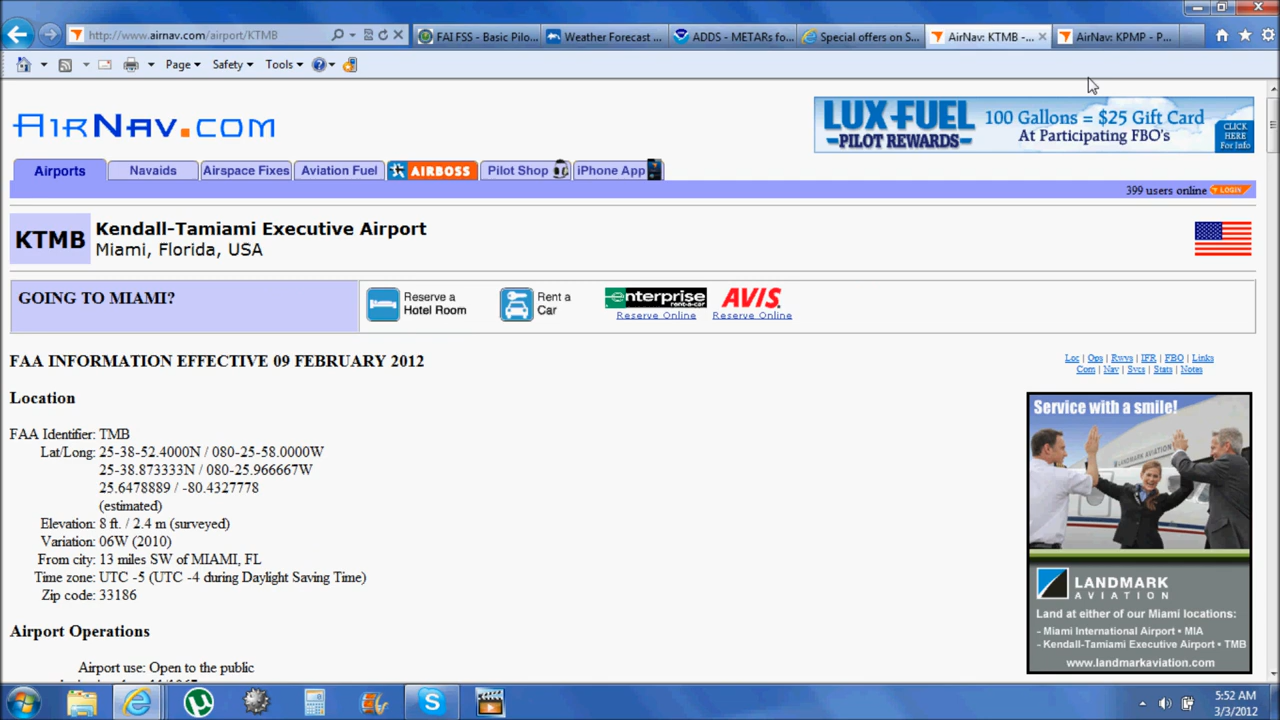 http://www.airnav.com/airport/KTMB
FAI FSS - Basic Pilo...
Weather Forecast ...
ADDS - METARs fo...
Special offers on S...
AirNav: KTMB -...
AirNav: KPMP - P...
Page
Safety
Tools
AIRNAV.COM
LUX-FUEL
PILOT REWARDS
100 Gallons = $25 Gift Card
At Participating FBO's
CLICK
HERE
For Info
Airports
Navaids
Airspace Fixes
Aviation Fuel
AIRBOSS
Pilot Shop
iPhone App
399 users online
LOGIN
KTMB
Kendall-Tamiami Executive Airport
Miami, Florida, USA
GOING TO MIAMI?
Reserve a
Hotel Room
Rent a
Car
enterprise
rent-a-car
Reserve Online
AVIS
Reserve Online
FAA INFORMATION EFFECTIVE 09 FEBRUARY 2012
Loc | Ops | Rwys | IFR | FBO | Links
Com | Nav | Svcs | Stats | Notes
Location
FAA Identifier: TMB
Lat/Long: 25-38-52.4000N / 080-25-58.0000W
25-38.873333N / 080-25.966667W
25.6478889 / -80.4327778
(estimated)
Elevation: 8 ft. / 2.4 m (surveyed)
Variation: 06W (2010)
From city: 13 miles SW of MIAMI, FL
Time zone: UTC -5 (UTC -4 during Daylight Saving Time)
Zip code: 33186
Airport Operations
Airport use: Open to the public
Service with a smile!
LANDMARK
AVIATION
Land at either of our Miami locations:
- Miami International Airport • MIA
- Kendall-Tamiami Executive Airport • TMB
www.landmarkaviation.com
5:52 AM
3/3/2012